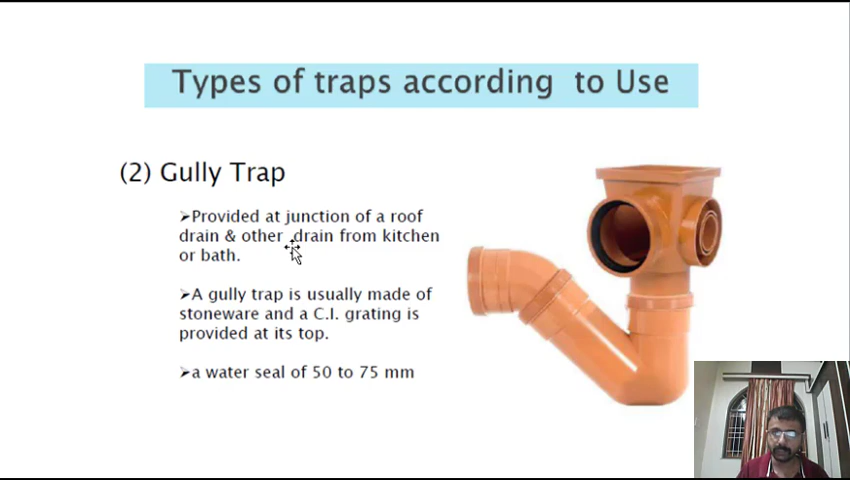 Types of traps according to Use
(2) Gully Trap
➢Provided at junction of a roof
drain & other drain from kitchen
or bath.
➢A gully trap is usually made of
stoneware and a C.I. grating is
provided at its top.
➢a water seal of 50 to 75 mm